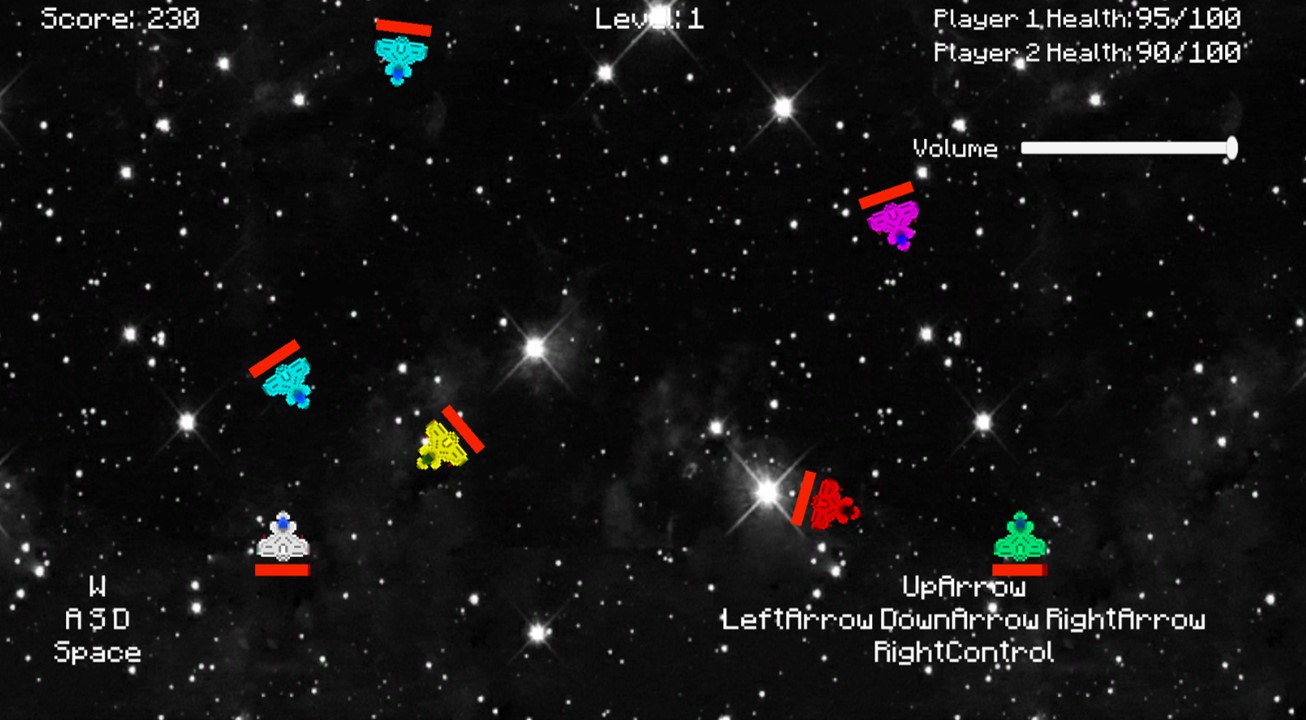 Score: 230
Level: 1
Player 1 Health: 95/100
Player 2 Health: 90/100
Volume
W
A S D
Space
UpArrow
LeftArrow DownArrow RightArrow
RightControl